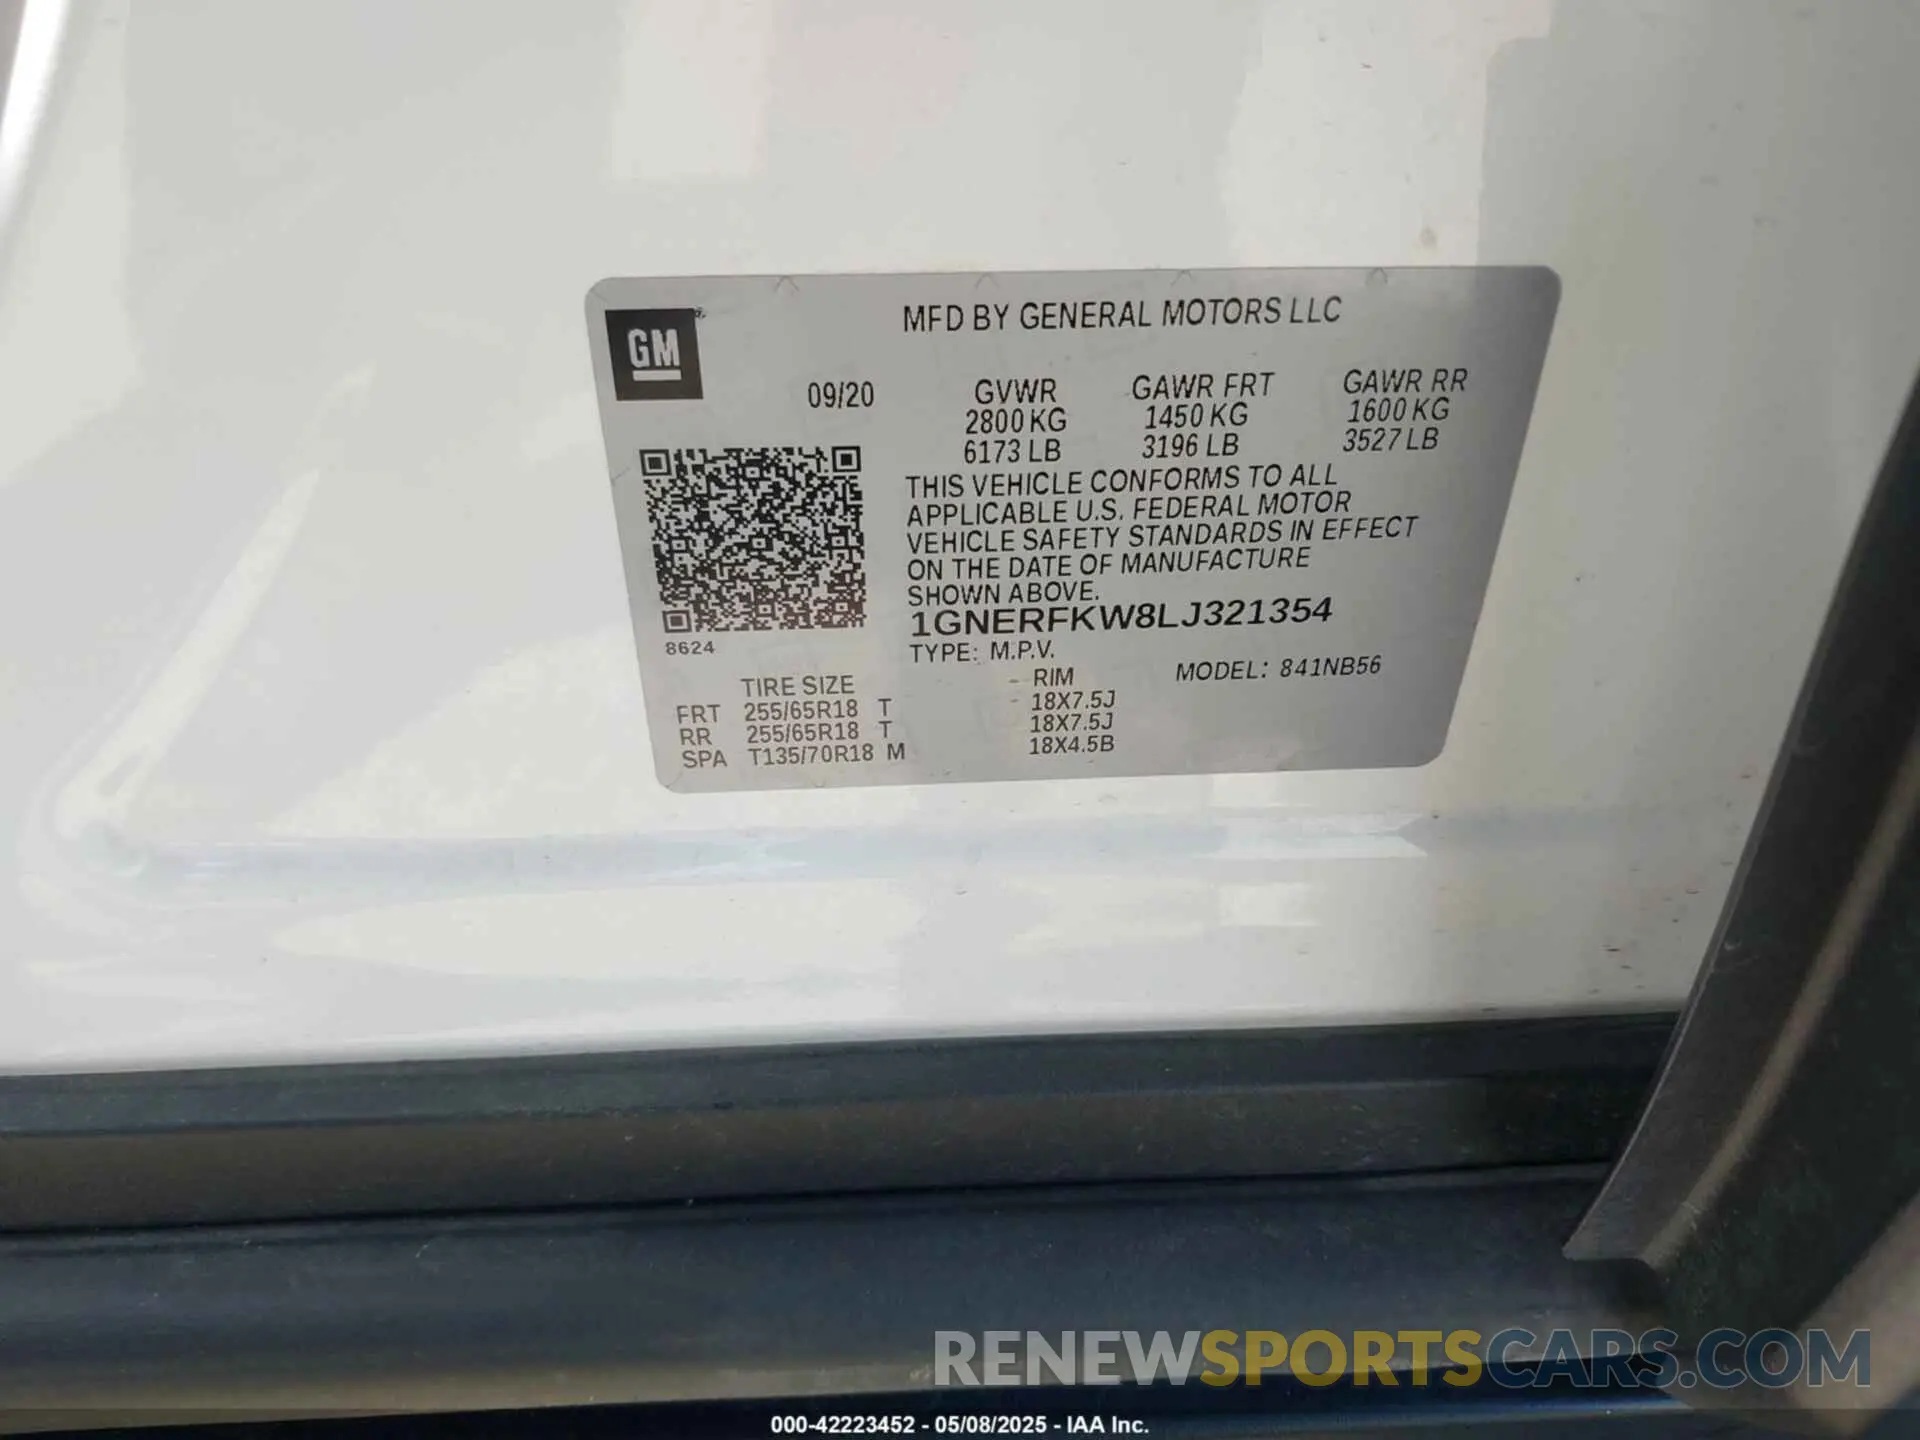 MFD BY GENERAL MOTORS LLC
GM
09/20 GVWR GAWR FRT GAWR RR
2800 KG 1450 KG 1600 KG
6173 LB 3196 LB 3527 LB
THIS VEHICLE CONFORMS TO ALL
APPLICABLE U.S. FEDERAL MOTOR
VEHICLE SAFETY STANDARDS IN EFFECT
ON THE DATE OF MANUFACTURE
SHOWN ABOVE.
1GNERFKW8LJ321354
8624
TYPE: M.P.V. MODEL: 841NB56
TIRE SIZE RIM
FRT 255/65R18 T 18X7.5J
RR 255/65R18 T 18X7.5J
SPA T135/70R18 M 18X4.5B
RENEWSPORTSCARS.COM
000-42223452 - 05/08/2025 - IAA Inc.